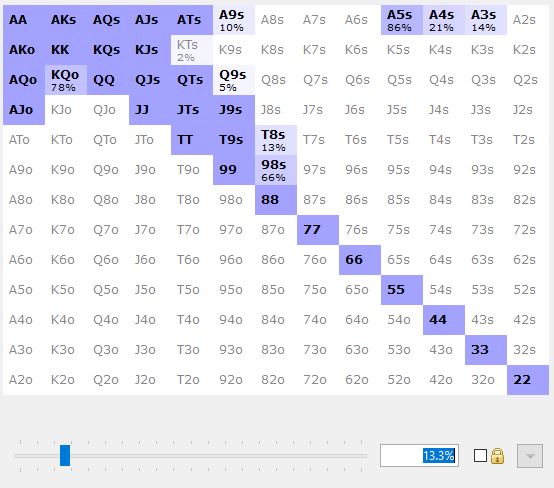 AA AKs AQs AJs ATs A9s A8s A7s A6s A5s A4s A3s A2s
10% 86% 21% 14%
AKo KK KQs KJs KTs K9s K8s K7s K6s K5s K4s K3s K2s
2%
AQo KQo QQ QJs QTs Q9s Q8s Q7s Q6s Q5s Q4s Q3s Q2s
78% 5%
AJo KJo QJo JJ JTs J9s J8s J7s J6s J5s J4s J3s J2s
ATo KTo QTo JTo TT T9s T8s T7s T6s T5s T4s T3s T2s
13%
A9o K9o Q9o J9o T9o 99 98s 97s 96s 95s 94s 93s 92s
66%
A8o K8o Q8o J8o T8o 98o 88 87s 86s 85s 84s 83s 82s
A7o K7o Q7o J7o T7o 97o 87o 77 76s 75s 74s 73s 72s
A6o K6o Q6o J6o T6o 96o 86o 76o 66 65s 64s 63s 62s
A5o K5o Q5o J5o T5o 95o 85o 75o 65o 55 54s 53s 52s
A4o K4o Q4o J4o T4o 94o 84o 74o 64o 54o 44 43s 42s
A3o K3o Q3o J3o T3o 93o 83o 73o 63o 53o 43o 33 32s
A2o K2o Q2o J2o T2o 92o 82o 72o 62o 52o 42o 32o 22
13.3%